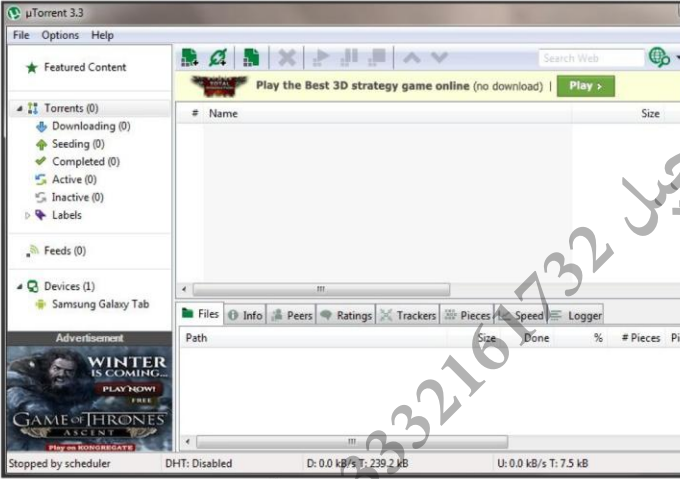 µTorrent 3.3
File Options Help
Featured Content
Search Web
Play the Best 3D strategy game online (no download) | Play ›
Torrents (0)
Downloading (0)
Seeding (0)
Completed (0)
Active (0)
Inactive (0)
Labels
Feeds (0)
Devices (1)
Samsung Galaxy Tab
# Name Size
Files Info Peers Ratings Trackers Pieces Speed Logger
Path Size Done % # Pieces Pi
Advertisement
WINTER
IS COMING...
PLAY NOW!
FREE
GAME OF THRONES
ASCENT
Play on KONGREGATE
Stopped by scheduler DHT: Disabled D: 0.0 kB/s T: 239.2 kB U: 0.0 kB/s T: 7.5 kB
3332161732